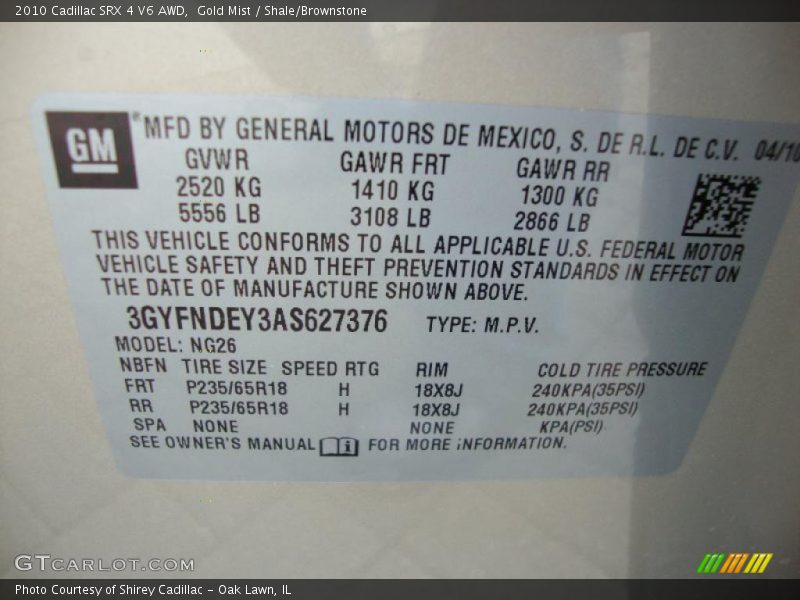 2010 Cadillac SRX 4 V6 AWD,  Gold Mist / Shale/Brownstone
GM
® MFD BY GENERAL MOTORS DE MEXICO, S. DE R.L. DE C.V. 04/10
GVWR GAWR FRT GAWR RR
2520 KG 1410 KG 1300 KG
5556 LB 3108 LB 2866 LB
THIS VEHICLE CONFORMS TO ALL APPLICABLE U.S. FEDERAL MOTOR
VEHICLE SAFETY AND THEFT PREVENTION STANDARDS IN EFFECT ON
THE DATE OF MANUFACTURE SHOWN ABOVE.
3GYFNDEY3AS627376 TYPE: M.P.V.
MODEL: NG26
NBFN TIRE SIZE SPEED RTG RIM COLD TIRE PRESSURE
FRT P235/65R18 H 18X8J 240KPA(35PSI)
RR P235/65R18 H 18X8J 240KPA(35PSI)
SPA NONE NONE KPA(PSI)
SEE OWNER'S MANUAL FOR MORE INFORMATION.
GTCARLOT.COM
Photo Courtesy of Shirey Cadillac - Oak Lawn, IL